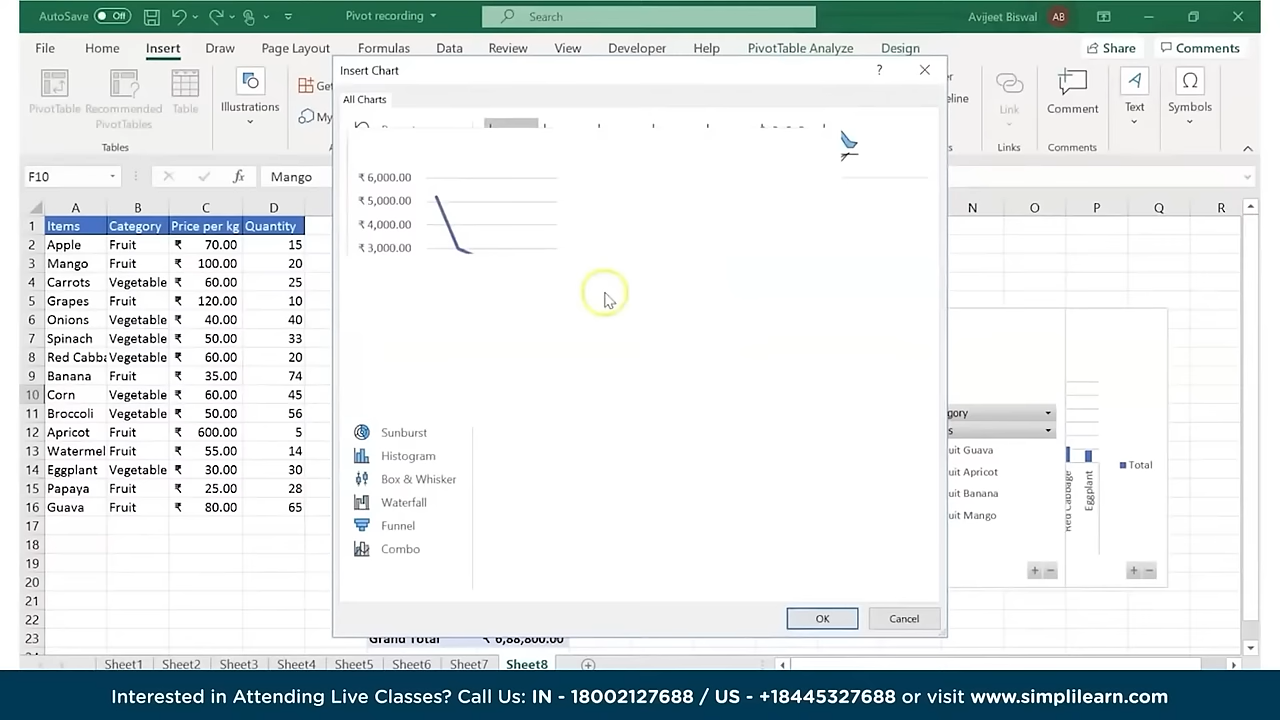 AutoSave Off Pivot recording Search Avijeet Biswal AB
File Home Insert Draw Page Layout Formulas Data Review View Developer Help PivotTable Analyze Design Share Comments
Insert Chart ?
All Charts
PivotTable Recommended PivotTables Table Illustrations Link Comment Text Symbols
Tables Links Comments
F10 fx Mango
₹ 6,000.00
₹ 5,000.00
₹ 4,000.00
₹ 3,000.00
A B C D N O P Q R
1 Items Category Price per kg Quantity
2 Apple Fruit ₹ 70.00 15
3 Mango Fruit ₹ 100.00 20
4 Carrots Vegetable ₹ 60.00 25
5 Grapes Fruit ₹ 120.00 10
6 Onions Vegetable ₹ 40.00 40
7 Spinach Vegetable ₹ 50.00 33
8 Red Cabba Vegetable ₹ 60.00 20
9 Banana Fruit ₹ 35.00 74
10 Corn Vegetable ₹ 60.00 45
11 Broccoli Vegetable ₹ 50.00 56
12 Apricot Fruit ₹ 600.00 5
13 Watermel Fruit ₹ 55.00 14
14 Eggplant Vegetable ₹ 30.00 30
15 Papaya Fruit ₹ 25.00 28
16 Guava Fruit ₹ 80.00 65
17
18
19
20
21
22
23
Sunburst
Histogram
Box & Whisker
Waterfall
Funnel
Combo
OK Cancel
gory
s
uit Guava
uit Apricot
uit Banana
uit Mango
Red Cabbage
Eggplant
Total
Grand Total ₹ 6,88,800.00
Sheet1 Sheet2 Sheet3 Sheet4 Sheet5 Sheet6 Sheet7 Sheet8
Interested in Attending Live Classes? Call Us: IN - 18002127688 / US - +18445327688 or visit www.simplilearn.com